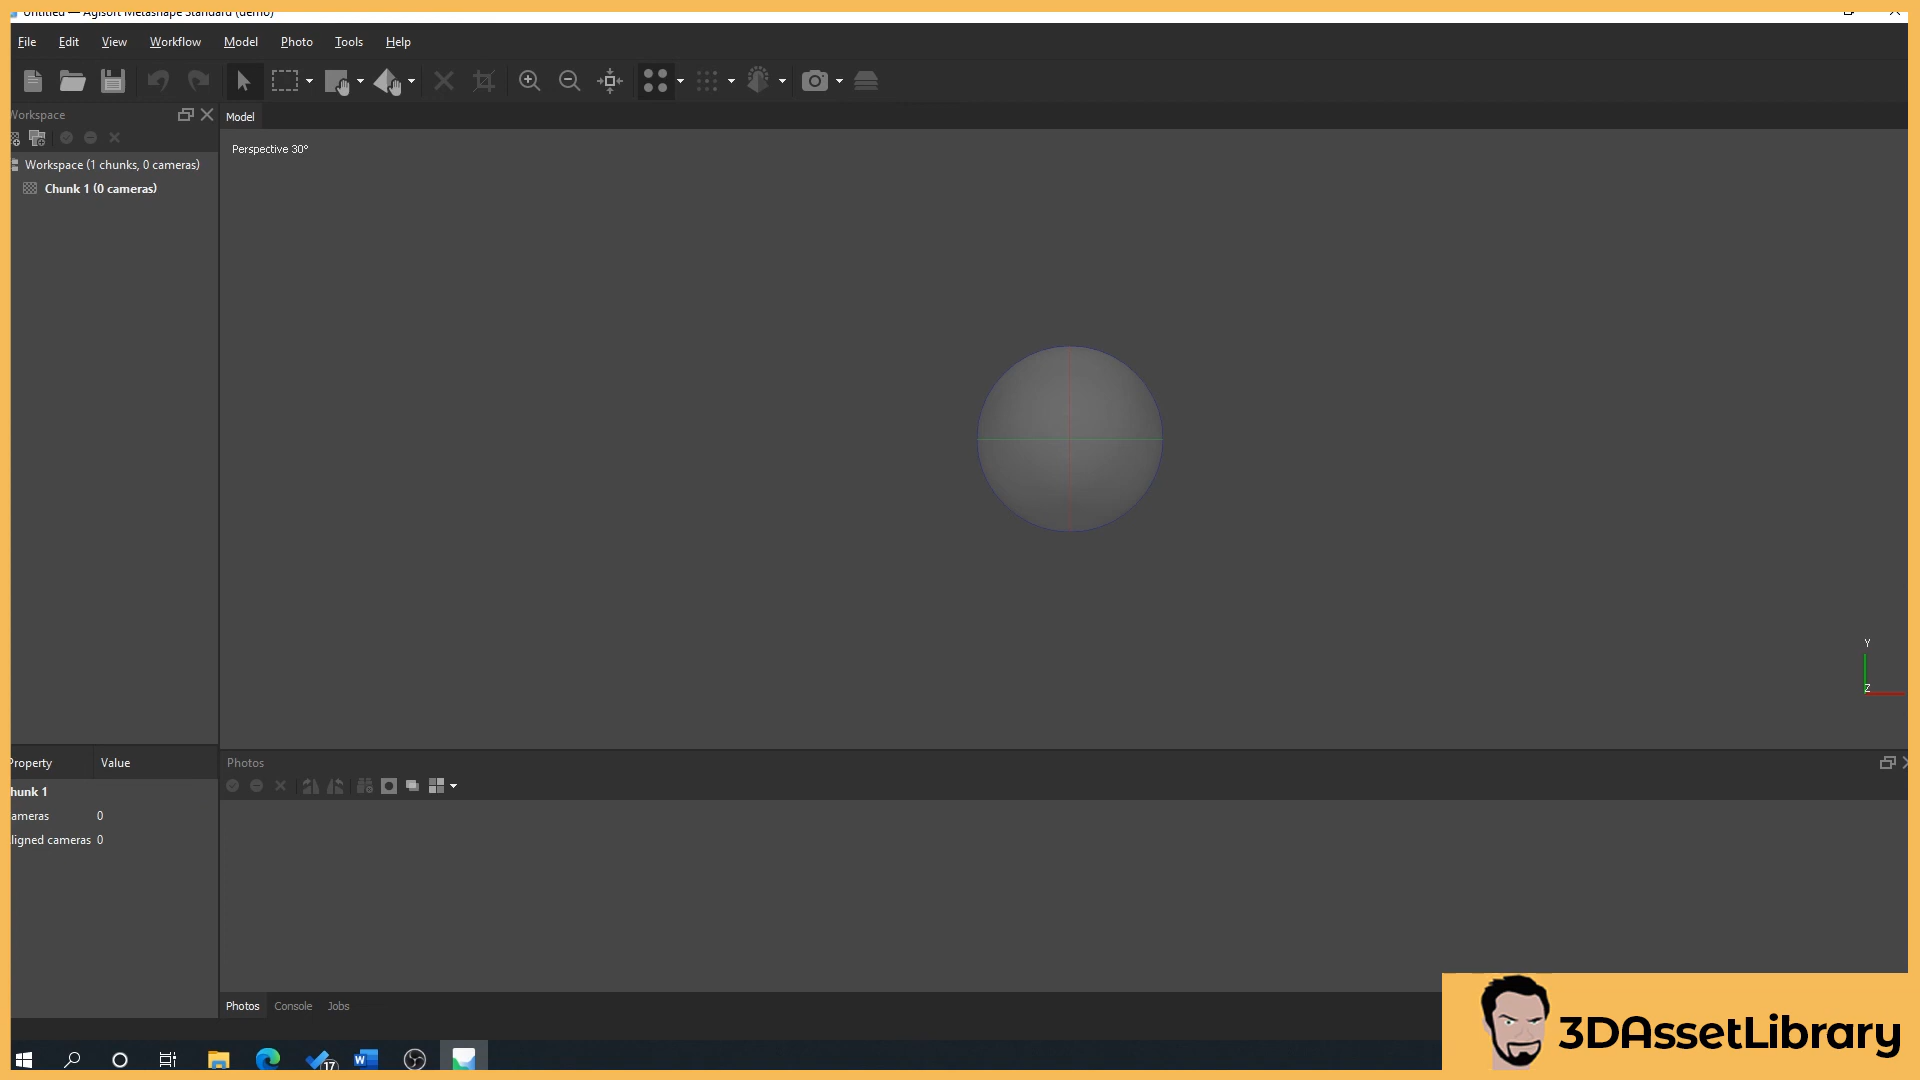 Untitled — Agisoft Metashape Standard (demo)
File Edit View Workflow Model Photo Tools Help
Workspace
Model
Perspective 30°
Workspace (1 chunks, 0 cameras)
Chunk 1 (0 cameras)
Y
Z
Property Value
hunk 1
ameras 0
ligned cameras 0
Photos
Photos Console Jobs
17
W
3DAssetLibrary